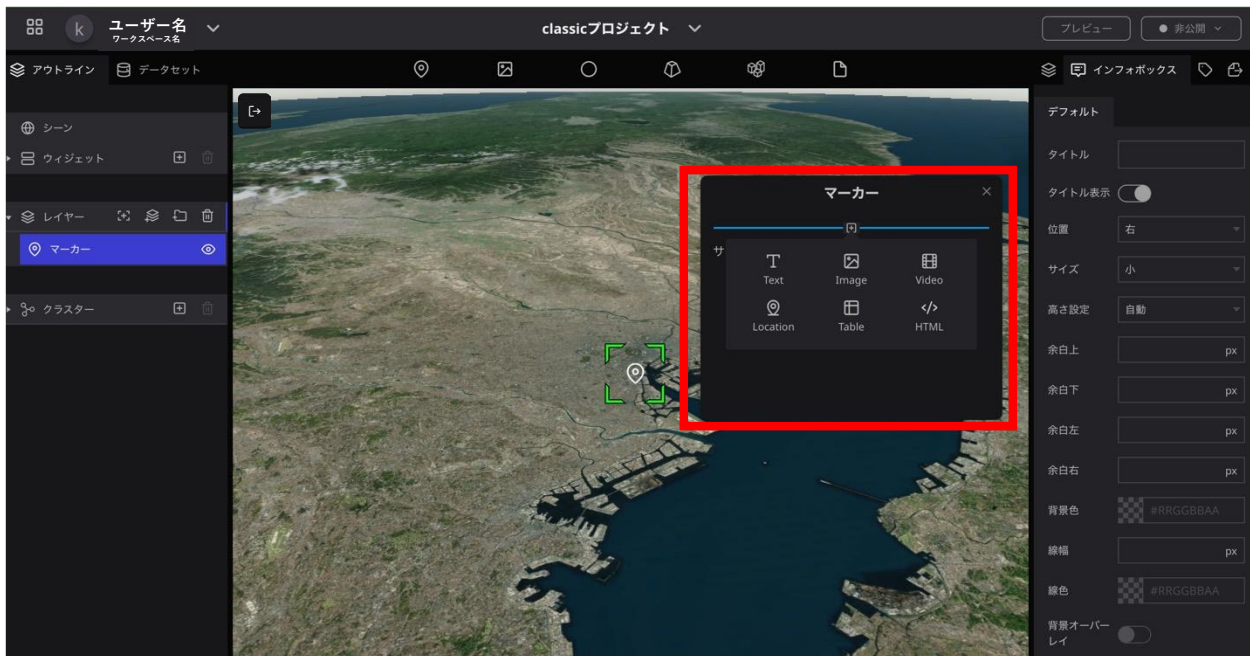 k
ユーザー名
ワークスペース名
classicプロジェクト
プレビュー
非公開
アウトライン
データセット
インフォボックス
シーン
ウィジェット
レイヤー
マーカー
クラスター
マーカー
サ
Text
Image
Video
Location
Table
HTML
デフォルト
タイトル
タイトル表示
位置
右
サイズ
小
高さ設定
自動
余白上
px
余白下
px
余白左
px
余白右
px
背景色
#RRGGBBAA
線幅
px
線色
#RRGGBBAA
背景オーバー
レイ